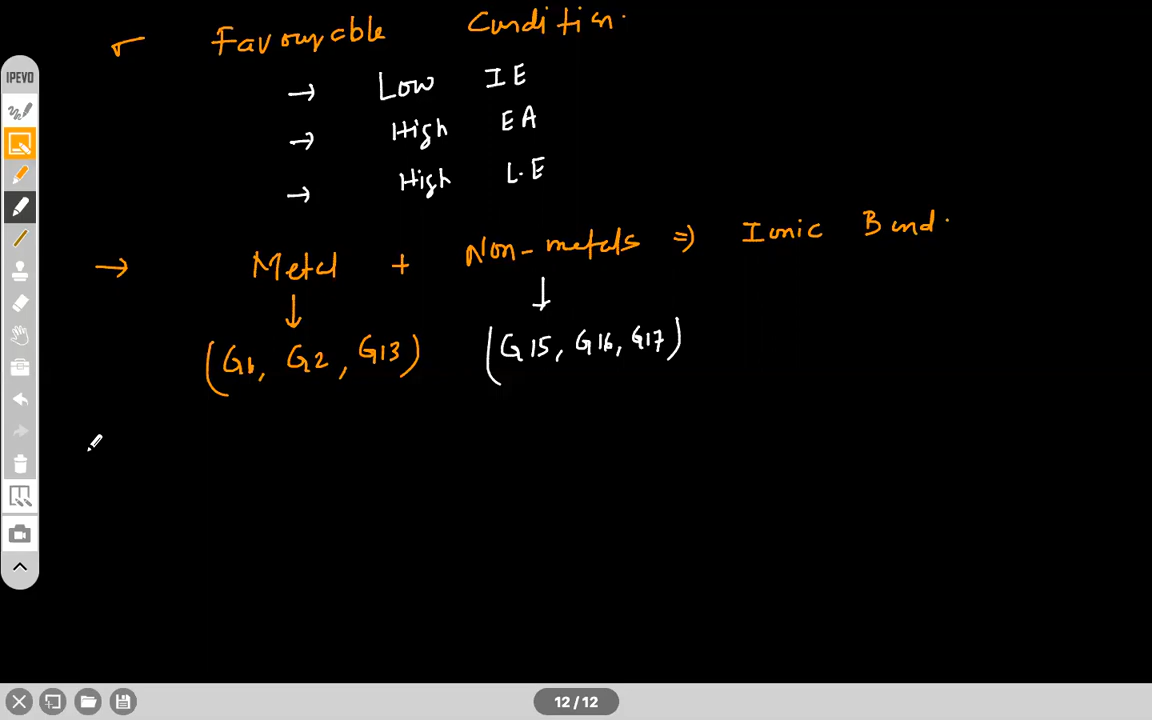 Favourable Condition.
→ Low IE
→ High EA
→ High L.E
→ Metal + Non-metals ⇒ Ionic Bond.
(G1, G2, G13) (G15, G16, G17)
IPEVO
12/12